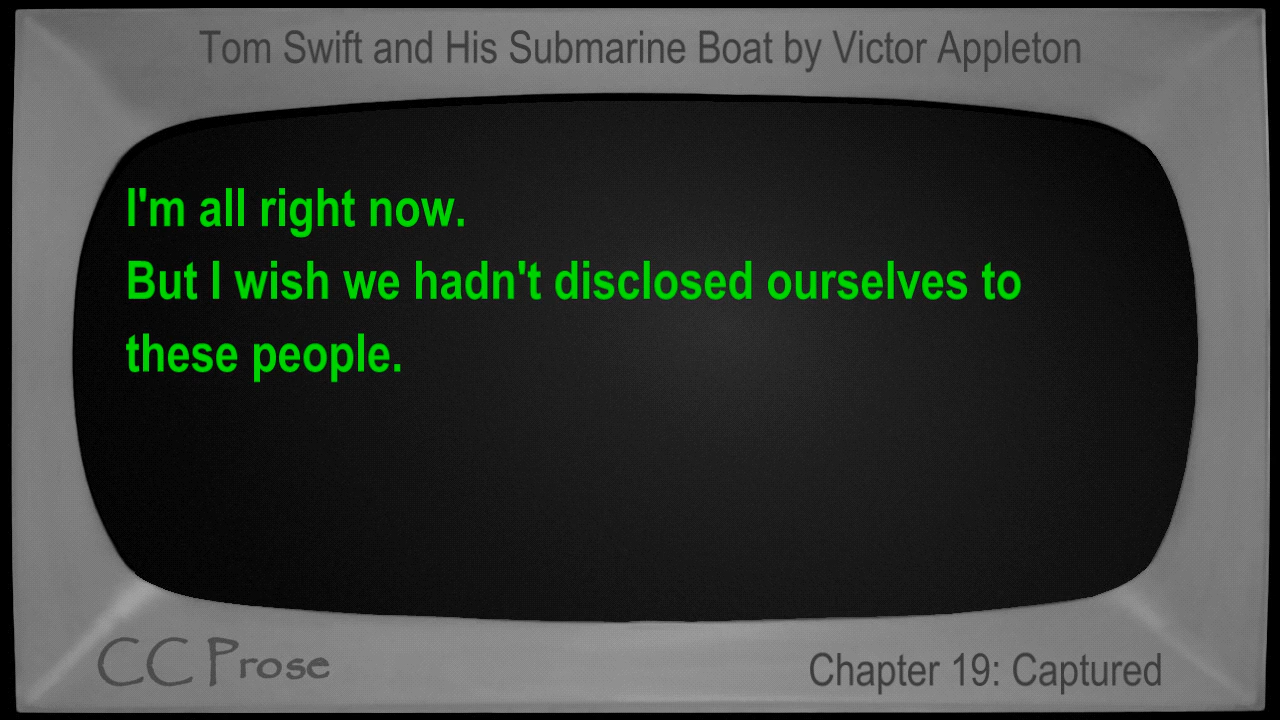 Tom Swift and His Submarine Boat by Victor Appleton
I'm all right now.
But I wish we hadn't disclosed ourselves to
these people.
CC Prose
Chapter 19: Captured